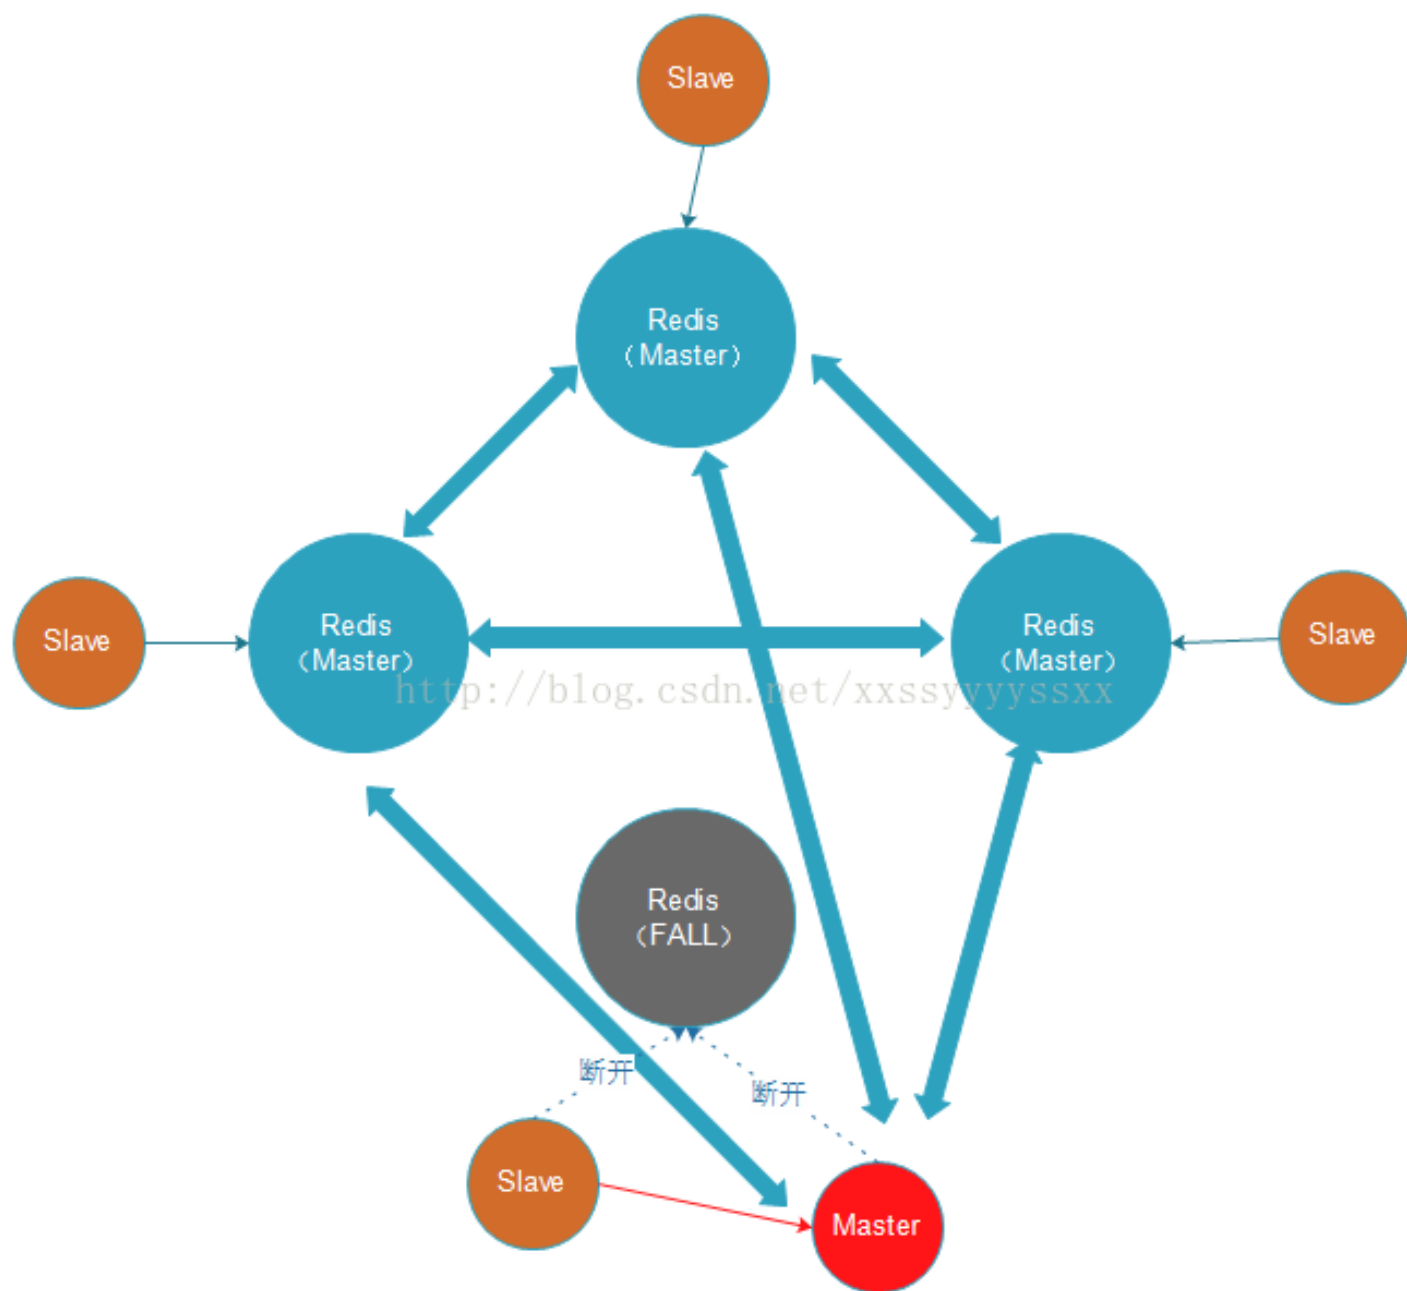 Slave
Redis
（Master）
Redis
（Master）
Redis
（Master）
Slave
Slave
http://blog.csdn.net/xxssyyyyssxx
Redis
（FALL）
断开
断开
Slave
Master